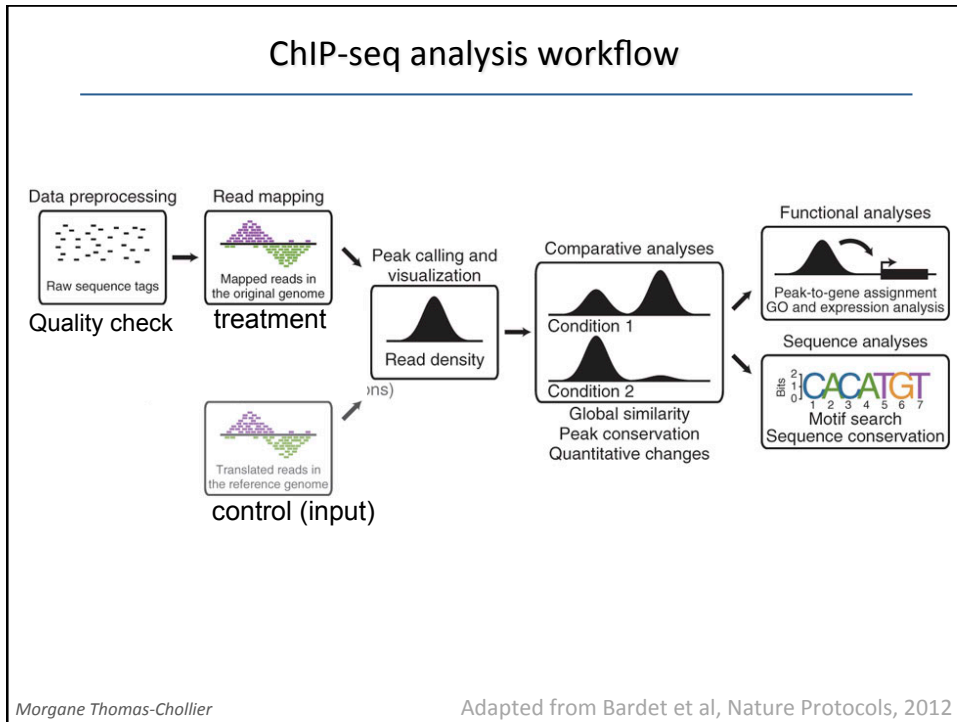 ChIP-seq analysis workflow
Data preprocessing
Raw sequence tags
Quality check
Read mapping
Mapped reads in
the original genome
treatment
Translated reads in
the reference genome
control (input)
Peak calling and
visualization
Read density
ons)
Comparative analyses
Condition 1
Condition 2
Global similarity
Peak conservation
Quantitative changes
Functional analyses
Peak-to-gene assignment
GO and expression analysis
Sequence analyses
Bits
2
1
0
CACATGT
1 2 3 4 5 6 7
Motif search
Sequence conservation
Morgane Thomas-Chollier
Adapted from Bardet et al, Nature Protocols, 2012